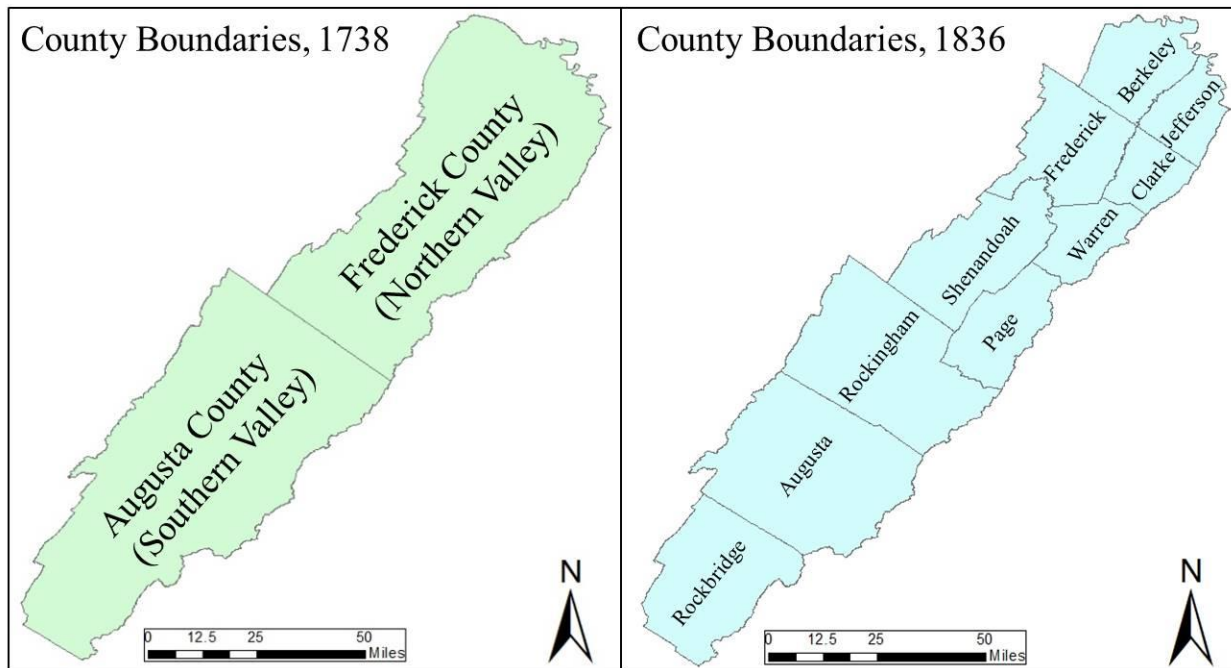 County Boundaries, 1738
Frederick County
(Northern Valley)
Augusta County
(Southern Valley)
N
0 12.5 25 50
Miles
County Boundaries, 1836
Berkeley
Jefferson
Frederick
Clarke
Warren
Shenandoah
Page
Rockingham
Augusta
Rockbridge
N
0 12.5 25 50
Miles